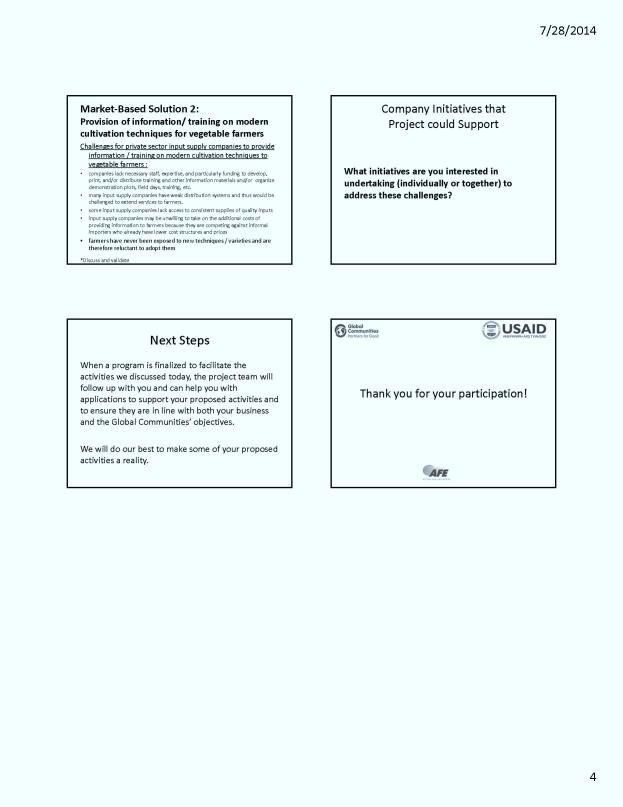 7/28/2014
Market-Based Solution 2:
Provision of information/ training on modern
cultivation techniques for vegetable farmers
Challenges for private sector input supply companies to provide
information / training on modern cultivation techniques to
vegetable farmers :
• companies lack necessary staff, expertise, and particularly funding to develop,
print, and/or distribute training and other information materials and/or organize
demonstration plots, field days, training, etc.
• many input supply companies have weak distribution systems and thus would be
challenged to extend services to farmers.
• some input supply companies lack access to consistent supplies of quality inputs
• input supply companies may be unwilling to take on the additional costs of
providing information to farmers because they are competing against informal
importers who already have lower cost structures and prices
• farmers have never been exposed to new techniques / varieties and are
therefore reluctant to adopt them
*Discuss and validate
Company Initiatives that
Project could Support
What initiatives are you interested in
undertaking (individually or together) to
address these challenges?
Next Steps
When a program is finalized to facilitate the
activities we discussed today, the project team will
follow up with you and can help you with
applications to support your proposed activities and
to ensure they are in line with both your business
and the Global Communities' objectives.
We will do our best to make some of your proposed
activities a reality.
Global
Communities
Partners for Good
USAID
FROM THE AMERICAN PEOPLE
Thank you for your participation!
AFE
4